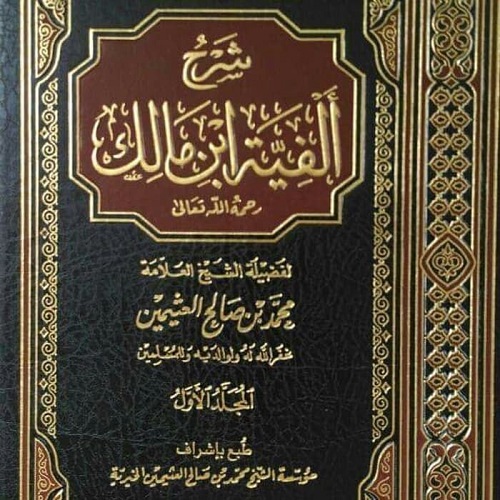 شرح
ألفية ابن مالك
رحمه الله تعالى
لفضيلة الشيخ العلامة
محمد بن صالح العثيمين
غفر الله له ولوالديه وللمسلمين
المجلد الأول
طبع بإشراف
مؤسسة الشيخ محمد بن صالح العثيمين الخيرية